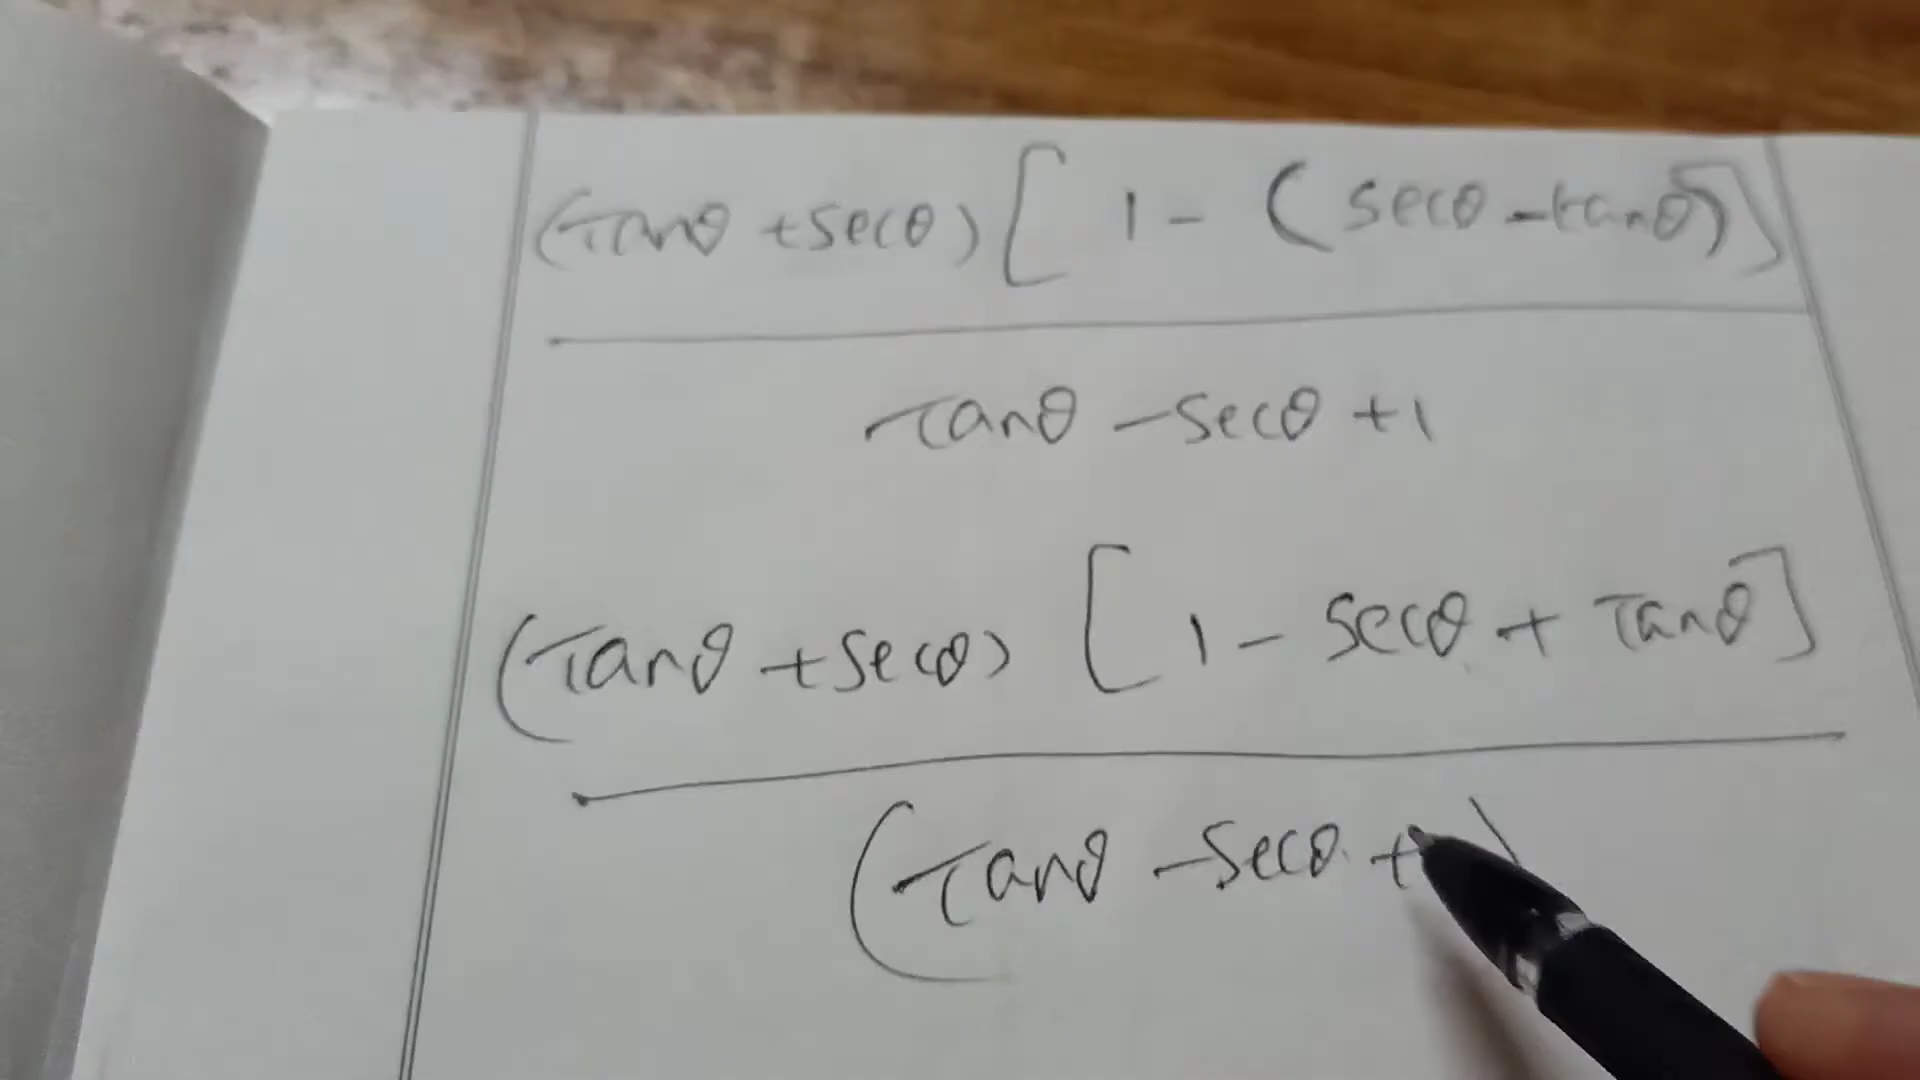 (Tanθ +secθ) [ 1 - (secθ -tanθ)]
Tanθ -secθ +1
(Tanθ +secθ) [ 1 - secθ + Tanθ]
(Tanθ -secθ + )